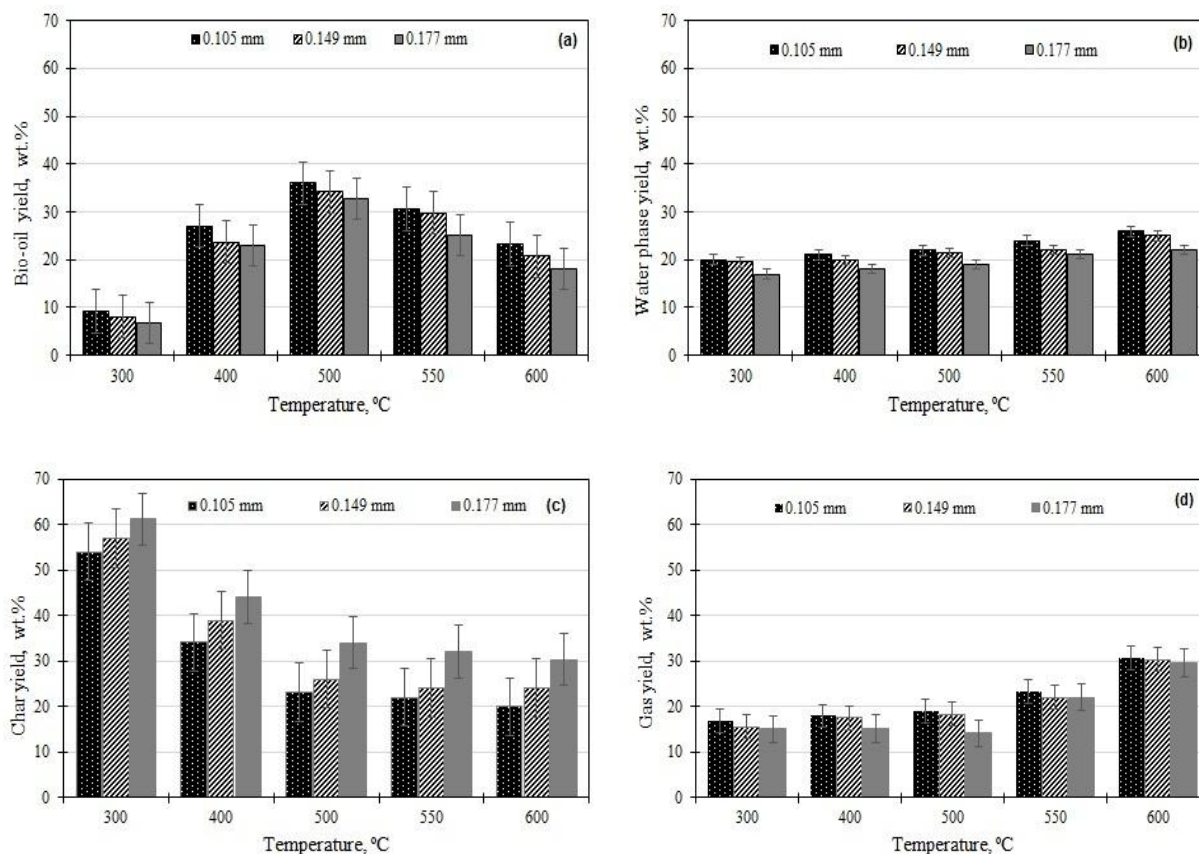 70
60
50
40
30
20
10
0
Bio-oil yield, wt.%
0.105 mm 0.149 mm 0.177 mm (a)
300 400 500 550 600
Temperature, ºC
70
60
50
40
30
20
10
0
Water phase yield, wt.%
0.105 mm 0.149 mm 0.177 mm (b)
300 400 500 550 600
Temperature, ºC
70
60
50
40
30
20
10
0
Char yield, wt.%
0.105 mm 0.149 mm 0.177 mm (c)
300 400 500 550 600
Temperature, ºC
70
60
50
40
30
20
10
0
Gas yield, wt.%
0.105 mm 0.149 mm 0.177 mm (d)
300 400 500 550 600
Temperature, ºC